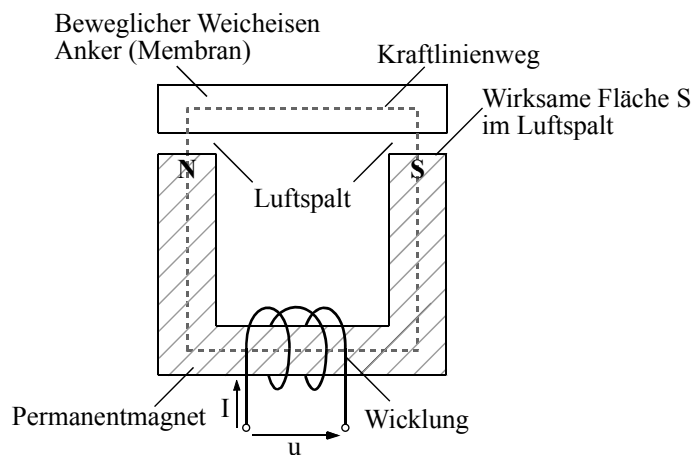 Beweglicher Weicheisen
Anker (Membran)
Kraftlinienweg
Wirksame Fläche S
im Luftspalt
N
S
Luftspalt
Permanentmagnet
I
Wicklung
u